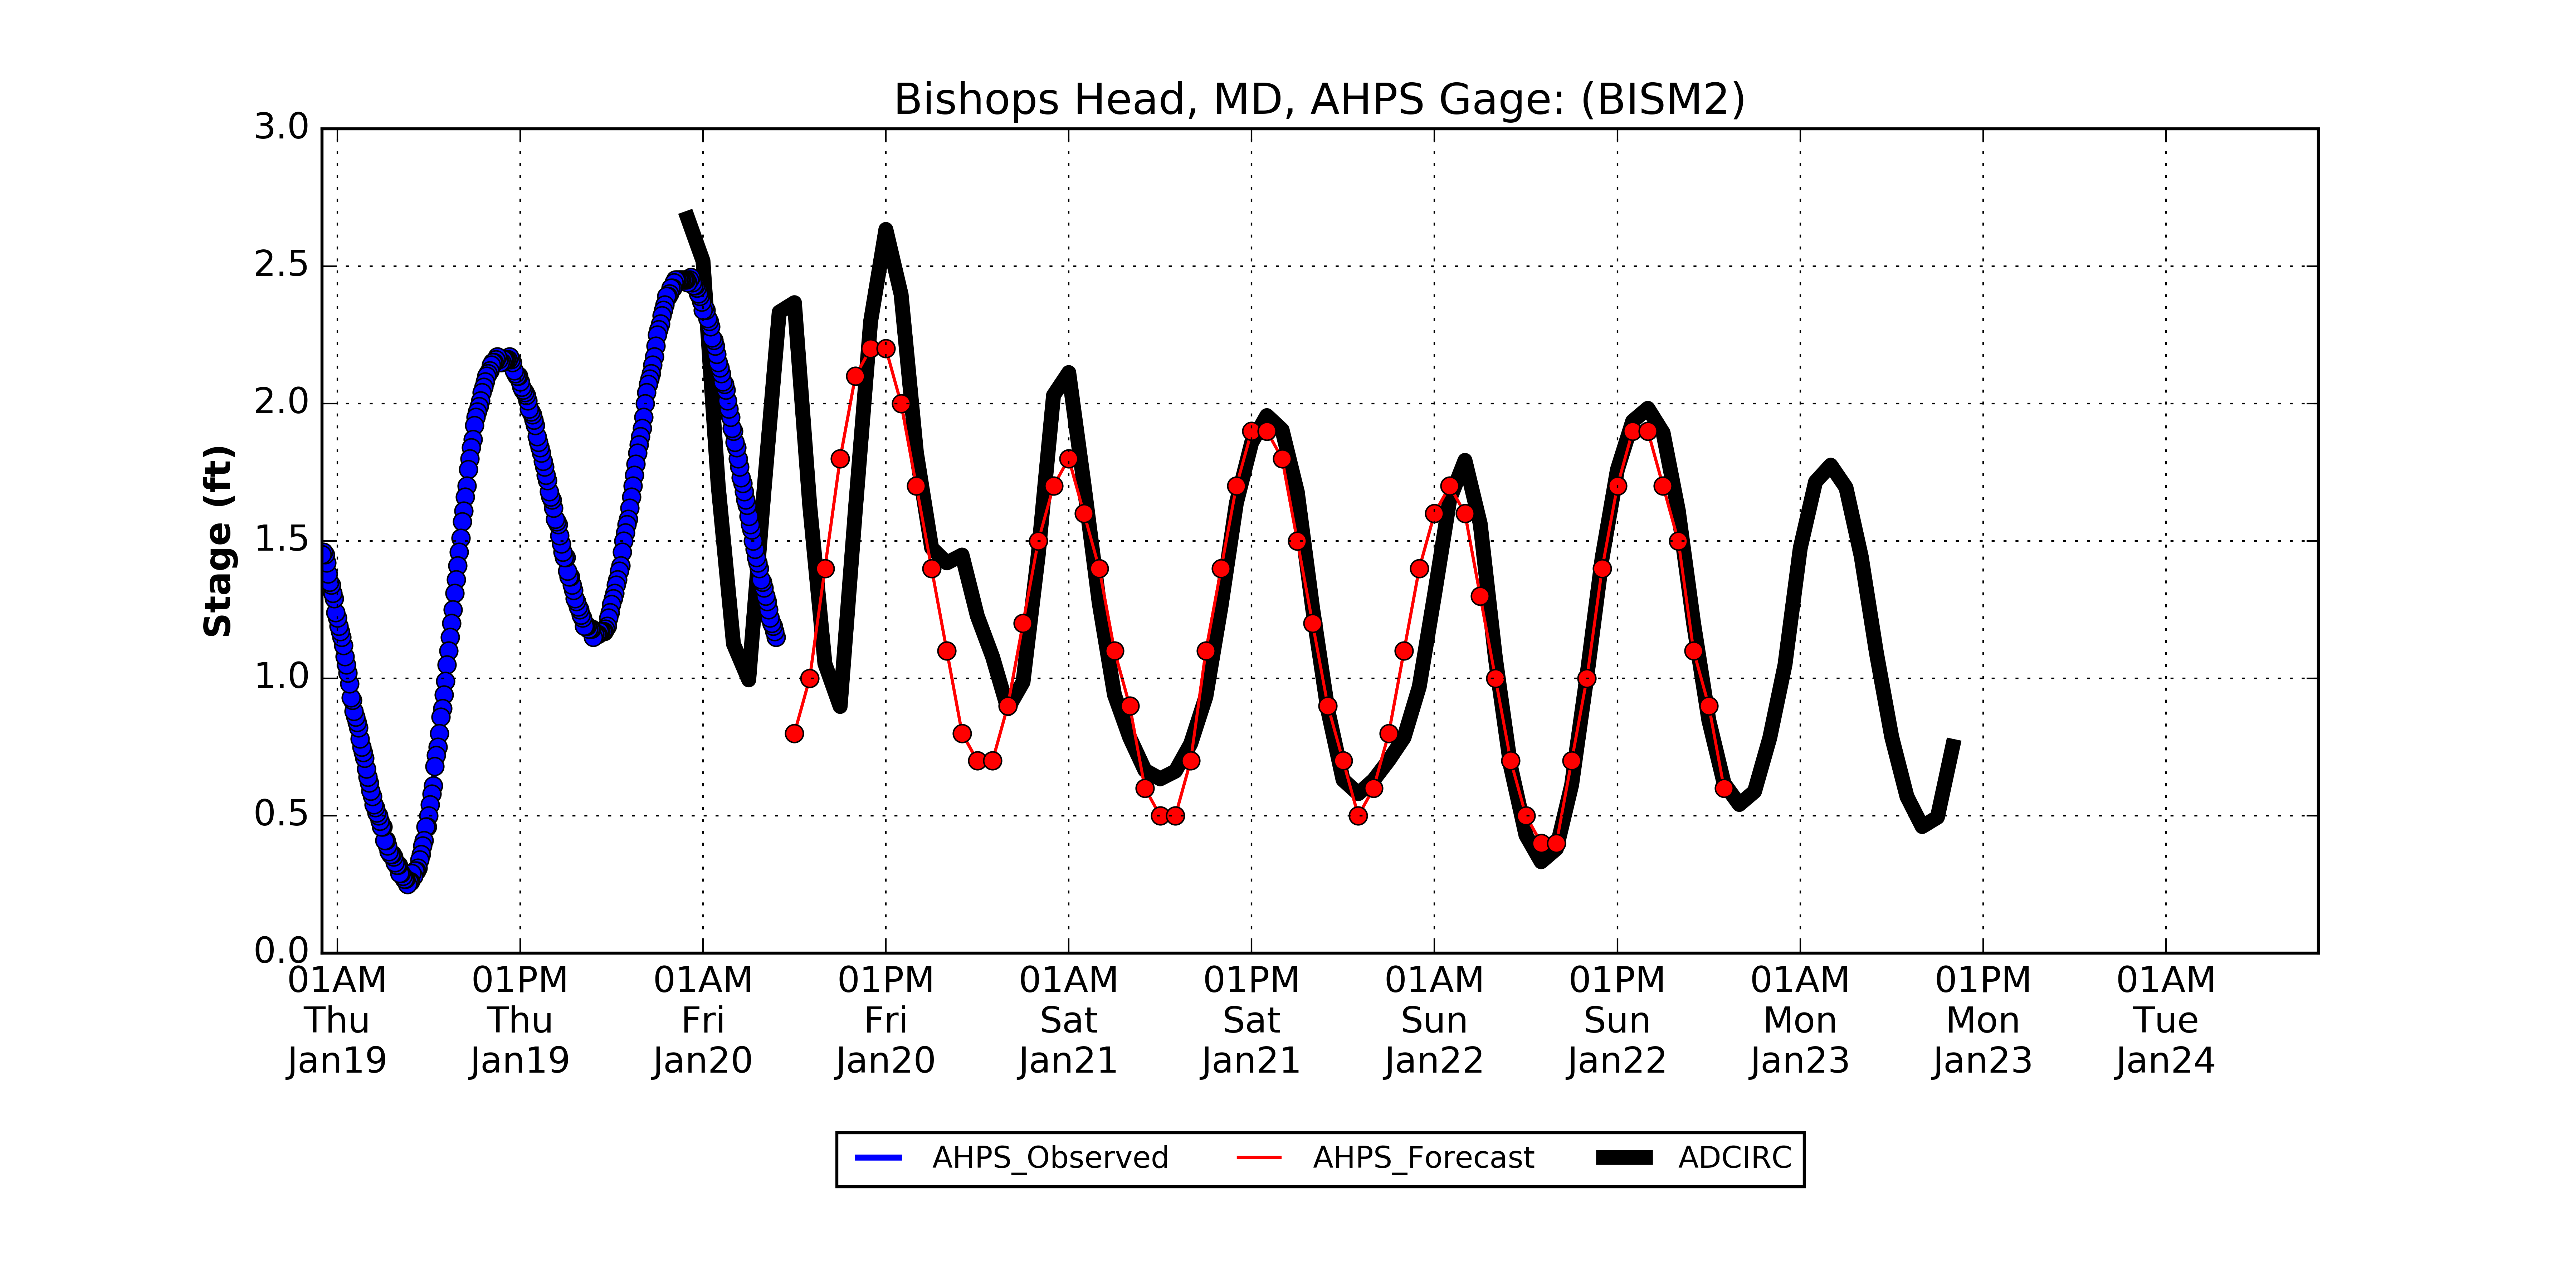 Bishops Head, MD, AHPS Gage: (BISM2)
3.0
2.5
2.0
1.5
1.0
0.5
0.0
Stage (ft)
01AM 01PM 01AM 01PM 01AM 01PM 01AM 01PM 01AM 01PM 01AM
Thu Thu Fri Fri Sat Sat Sun Sun Mon Mon Tue
Jan19 Jan19 Jan20 Jan20 Jan21 Jan21 Jan22 Jan22 Jan23 Jan23 Jan24
AHPS_Observed AHPS_Forecast ADCIRC